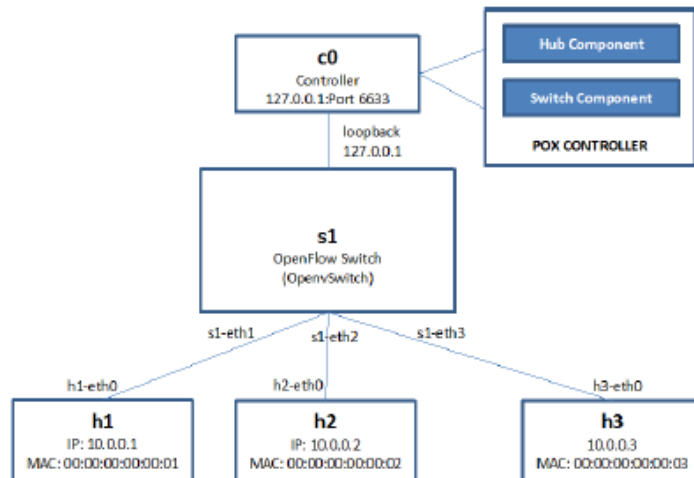 c0
Controller
127.0.0.1:Port 6633
Hub Component
Switch Component
POX CONTROLLER
loopback
127.0.0.1
s1
OpenFlow Switch
(OpenvSwitch)
s1-eth1
s1-eth2
s1-eth3
h1-eth0
h2-eth0
h3-eth0
h1
IP: 10.0.0.1
MAC: 00:00:00:00:00:01
h2
IP: 10.0.0.2
MAC: 00:00:00:00:00:02
h3
10.0.0.3
MAC: 00:00:00:00:00:03